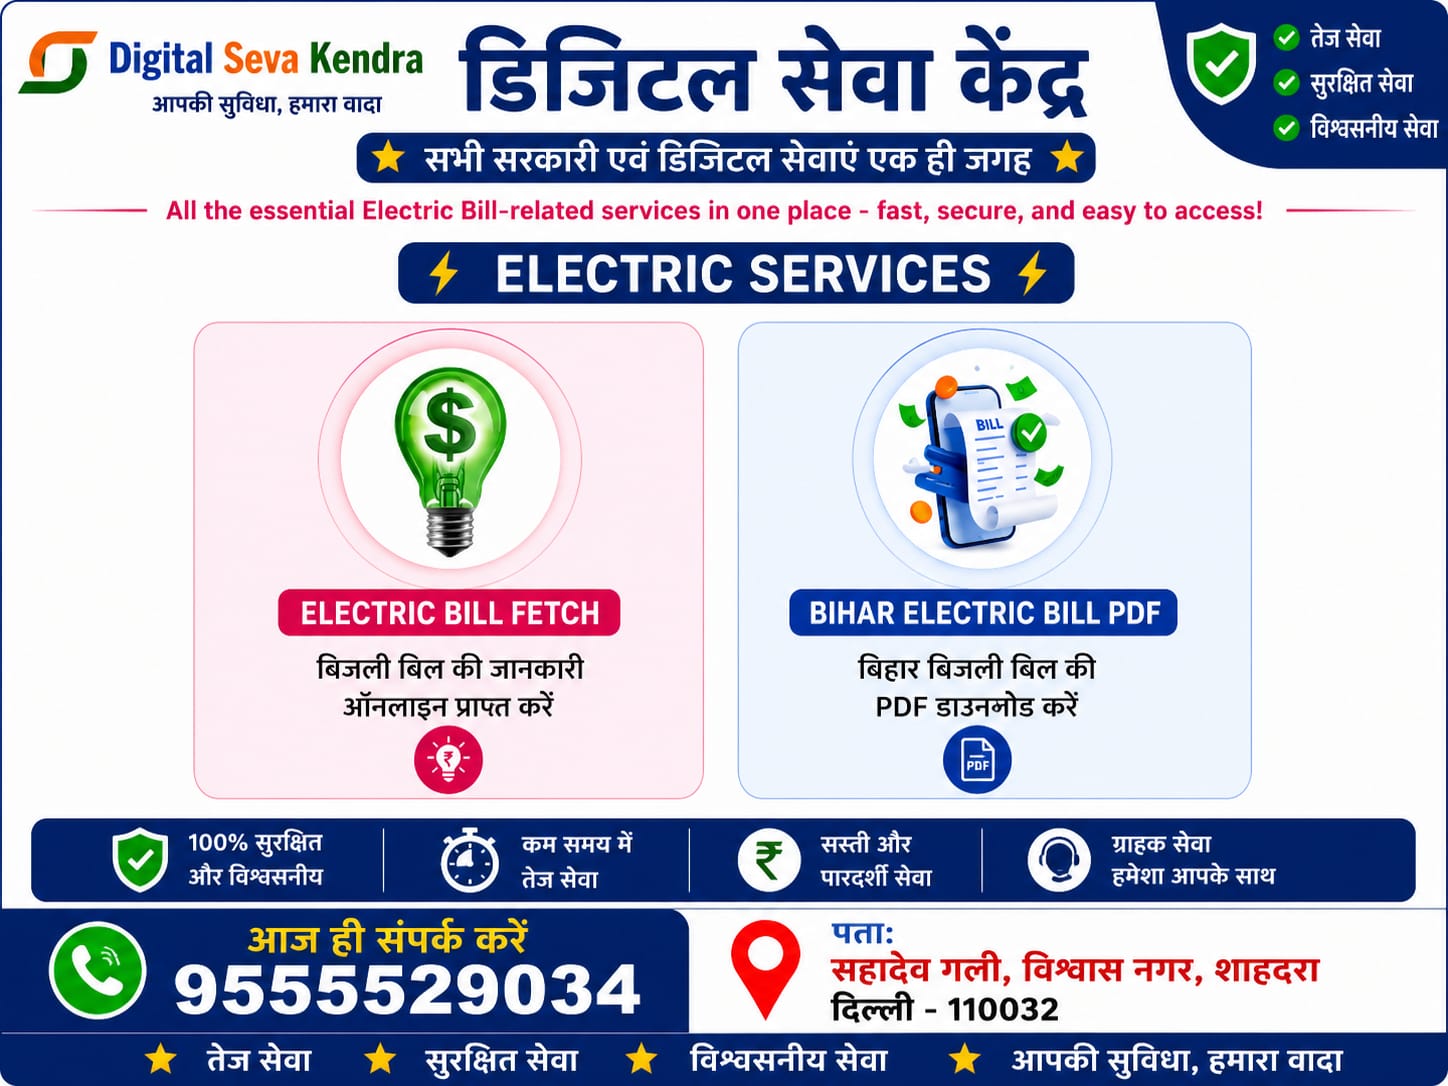 Digital Seva Kendra
आपकी सुविधा, हमारा वादा
डिजिटल सेवा केंद्र
तेज सेवा
सुरक्षित सेवा
विश्वसनीय सेवा
सभी सरकारी एवं डिजिटल सेवाएं एक ही जगह
All the essential Electric Bill-related services in one place - fast, secure, and easy to access!
ELECTRIC SERVICES
$
ELECTRIC BILL FETCH
बिजली बिल की जानकारी
ऑनलाइन प्राप्त करें
₹
BILL
BIHAR ELECTRIC BILL PDF
बिहार बिजली बिल की
PDF डाउनलोड करें
PDF
100% सुरक्षित
और विश्वसनीय
कम समय में
तेज सेवा
₹
सस्ती और
पारदर्शी सेवा
ग्राहक सेवा
हमेशा आपके साथ
आज ही संपर्क करें
9555529034
पता:
सहादेव गली, विश्वास नगर, शाहदरा
दिल्ली - 110032
तेज सेवा
सुरक्षित सेवा
विश्वसनीय सेवा
आपकी सुविधा, हमारा वादा